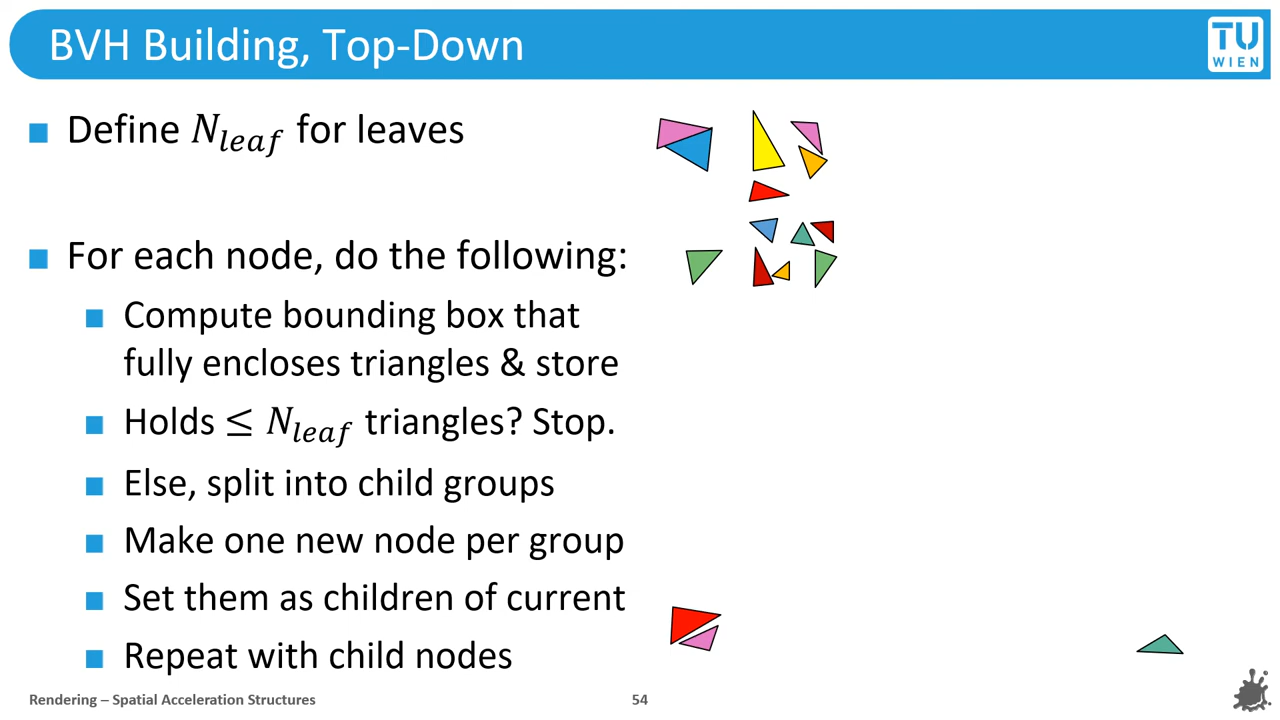 BVH Building, Top-Down
TU
WIEN
Define N_leaf for leaves
For each node, do the following:
Compute bounding box that
fully encloses triangles & store
Holds ≤ N_leaf triangles? Stop.
Else, split into child groups
Make one new node per group
Set them as children of current
Repeat with child nodes
Rendering – Spatial Acceleration Structures
54